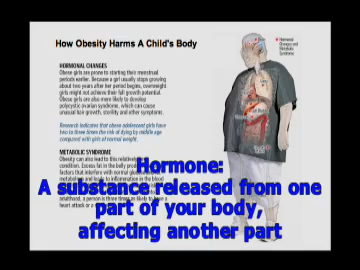 How Obesity Harms A Child's Body
Hormonal
Changes and
Metabolic
Syndrome
HORMONAL CHANGES
Obese girls are prone to starting their menstrual
periods earlier. Because a girl usually stops growing
about two years after her period begins, overweight
girls might not achieve their full growth potential.
Obese girls are also more likely to develop
polycystic ovarian syndrome, which can cause
unusual hair growth, sterility and other symptoms.
Research indicates that obese adolescent girls have
two to three times the risk of dying by middle age
compared with girls of normal weight.
METABOLIC SYNDROME
Obesity can also lead to this
condition. Excess fat in the belly
factors that interfere with normal
metabolism and leads to inflammation in the blood
adulthood, a person is three times
heart attack or a
Hormone:
A substance released from one
part of your body,
affecting another part